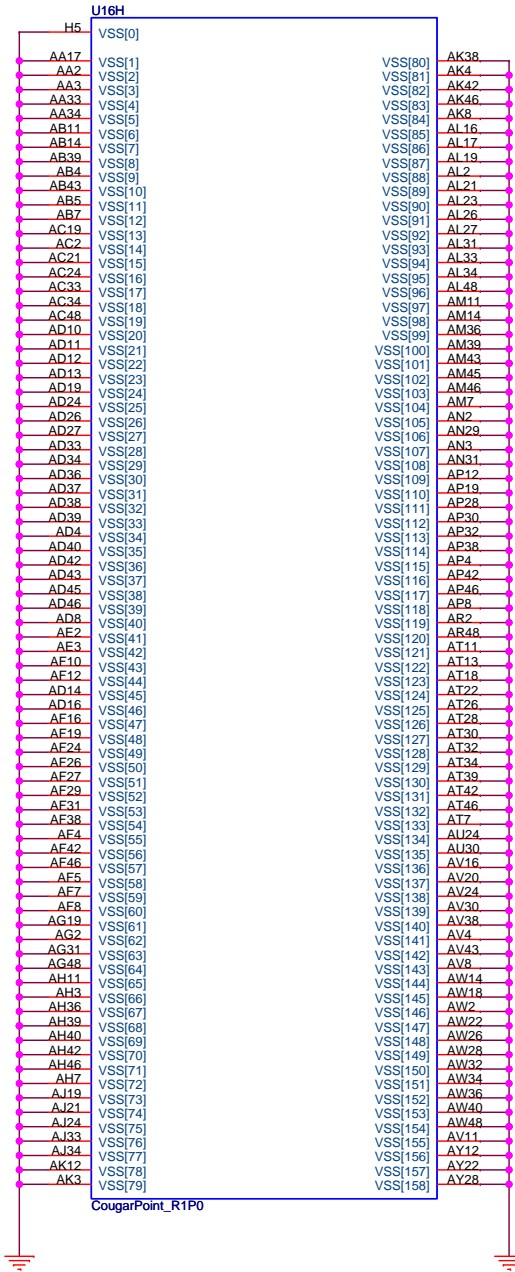 U16H
H5 VSS[0]
AA17 VSS[1] VSS[80] AK38
AA2 VSS[2] VSS[81] AK4
AA3 VSS[3] VSS[82] AK42
AA33 VSS[4] VSS[83] AK46
AA34 VSS[5] VSS[84] AK8
AB11 VSS[6] VSS[85] AL16
AB14 VSS[7] VSS[86] AL17
AB39 VSS[8] VSS[87] AL19
AB4 VSS[9] VSS[88] AL2
AB43 VSS[10] VSS[89] AL21
AB5 VSS[11] VSS[90] AL23
AB7 VSS[12] VSS[91] AL26
AC19 VSS[13] VSS[92] AL27
AC2 VSS[14] VSS[93] AL31
AC21 VSS[15] VSS[94] AL33
AC24 VSS[16] VSS[95] AL34
AC33 VSS[17] VSS[96] AL48
AC34 VSS[18] VSS[97] AM11
AC48 VSS[19] VSS[98] AM14
AD10 VSS[20] VSS[99] AM36
AD11 VSS[21] VSS[100] AM39
AD12 VSS[22] VSS[101] AM43
AD13 VSS[23] VSS[102] AM45
AD19 VSS[24] VSS[103] AM46
AD24 VSS[25] VSS[104] AM7
AD26 VSS[26] VSS[105] AN2
AD27 VSS[27] VSS[106] AN29
AD33 VSS[28] VSS[107] AN3
AD34 VSS[29] VSS[108] AN31
AD36 VSS[30] VSS[109] AP12
AD37 VSS[31] VSS[110] AP19
AD38 VSS[32] VSS[111] AP28
AD39 VSS[33] VSS[112] AP30
AD4 VSS[34] VSS[113] AP32
AD40 VSS[35] VSS[114] AP38
AD42 VSS[36] VSS[115] AP4
AD43 VSS[37] VSS[116] AP42
AD45 VSS[38] VSS[117] AP46
AD46 VSS[39] VSS[118] AP8
AD8 VSS[40] VSS[119] AR2
AE2 VSS[41] VSS[120] AR48
AE3 VSS[42] VSS[121] AT11
AF10 VSS[43] VSS[122] AT13
AF12 VSS[44] VSS[123] AT18
AD14 VSS[45] VSS[124] AT22
AD16 VSS[46] VSS[125] AT26
AF16 VSS[47] VSS[126] AT28
AF19 VSS[48] VSS[127] AT30
AF24 VSS[49] VSS[128] AT32
AF26 VSS[50] VSS[129] AT34
AF27 VSS[51] VSS[130] AT39
AF29 VSS[52] VSS[131] AT42
AF31 VSS[53] VSS[132] AT46
AF38 VSS[54] VSS[133] AT7
AF4 VSS[55] VSS[134] AU24
AF42 VSS[56] VSS[135] AU30
AF46 VSS[57] VSS[136] AV16
AF5 VSS[58] VSS[137] AV20
AF7 VSS[59] VSS[138] AV24
AF8 VSS[60] VSS[139] AV30
AG19 VSS[61] VSS[140] AV38
AG2 VSS[62] VSS[141] AV4
AG31 VSS[63] VSS[142] AV43
AG48 VSS[64] VSS[143] AV8
AH11 VSS[65] VSS[144] AW14
AH3 VSS[66] VSS[145] AW18
AH36 VSS[67] VSS[146] AW2
AH39 VSS[68] VSS[147] AW22
AH40 VSS[69] VSS[148] AW26
AH42 VSS[70] VSS[149] AW28
AH46 VSS[71] VSS[150] AW32
AH7 VSS[72] VSS[151] AW34
AJ19 VSS[73] VSS[152] AW36
AJ21 VSS[74] VSS[153] AW40
AJ24 VSS[75] VSS[154] AW48
AJ33 VSS[76] VSS[155] AV11
AJ34 VSS[77] VSS[156] AY12
AK12 VSS[78] VSS[157] AY22
AK3 VSS[79] VSS[158] AY28
CougarPoint_R1P0